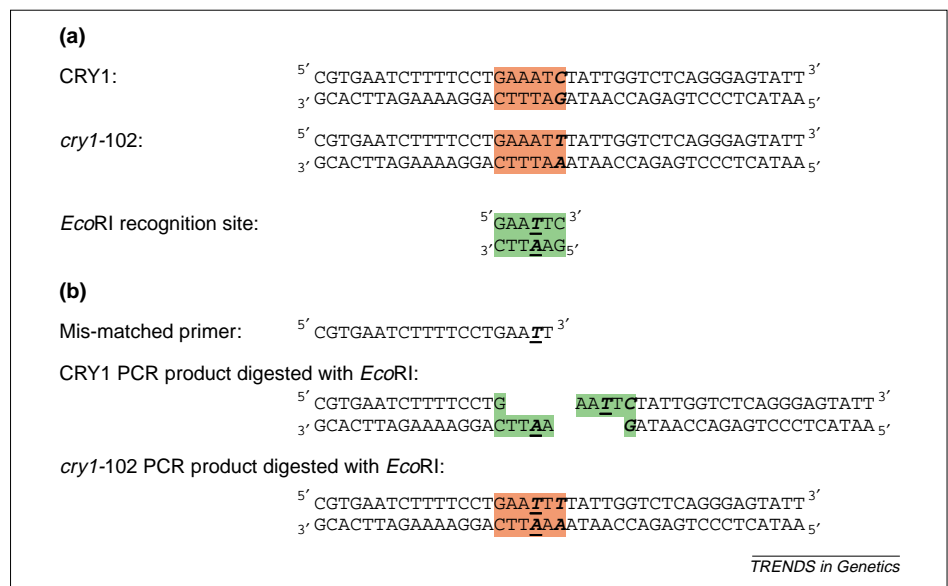 (a)
CRY1: 5′ CGTGAATCTTTTCCTGAAATCTATTGGTCTCAGGGAGTATT 3′
3′ GCACTTAGAAAAGGACTTTAGATAACCAGAGTCCCTCATAA 5′
cry1-102: 5′ CGTGAATCTTTTCCTGAAATTTATTGGTCTCAGGGAGTATT 3′
3′ GCACTTAGAAAAGGACTTTAAATAACCAGAGTCCCTCATAA 5′
EcoRI recognition site: 5′ GAATTC 3′
3′ CTTAAG 5′
(b)
Mis-matched primer: 5′ CGTGAATCTTTTCCTGAATT 3′
CRY1 PCR product digested with EcoRI:
5′ CGTGAATCTTTTCCTG AATTCTATTGGTCTCAGGGAGTATT 3′
3′ GCACTTAGAAAAGGACTTAA GATAACCAGAGTCCCTCATAA 5′
cry1-102 PCR product digested with EcoRI:
5′ CGTGAATCTTTTCCTGAATTTTATTGGTCTCAGGGAGTATT 3′
3′ GCACTTAGAAAAGGACTTAAAATAACCAGAGTCCCTCATAA 5′
TRENDS in Genetics